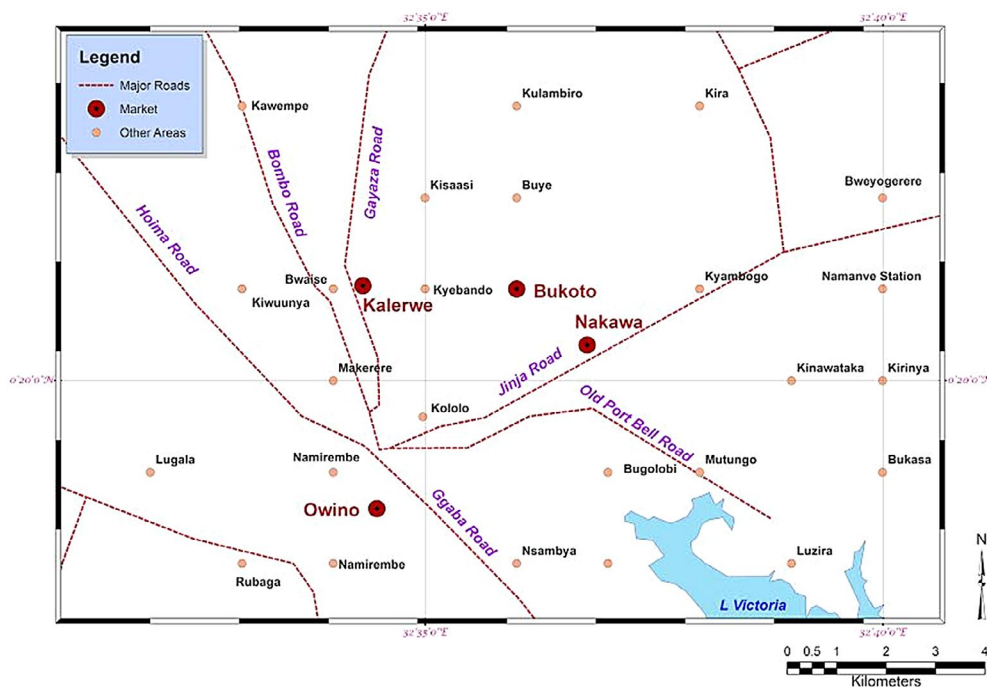 32°35'0"E
32°40'0"E
Legend
Major Roads
Market
Other Areas
Kawempe
Kulambiro
Kira
Bombo Road
Gayaza Road
Kisaasi
Buye
Bweyogerere
Hoima Road
Bwaise
Kiwuunya
Kalerwe
Kyebando
Bukoto
Kyambogo
Namanve Station
Nakawa
Makerere
Jinja Road
Kinawataka
Kirinya
0°20'0"N
0°20'0"N
Kololo
Old Port Bell Road
Lugala
Namirembe
Bugolobi
Mutungo
Bukasa
Owino
Ggaba Road
Rubaga
Namirembe
Nsambya
Luzira
L Victoria
N
32°35'0"E
32°40'0"E
0 0.5 1 2 3 4
Kilometers